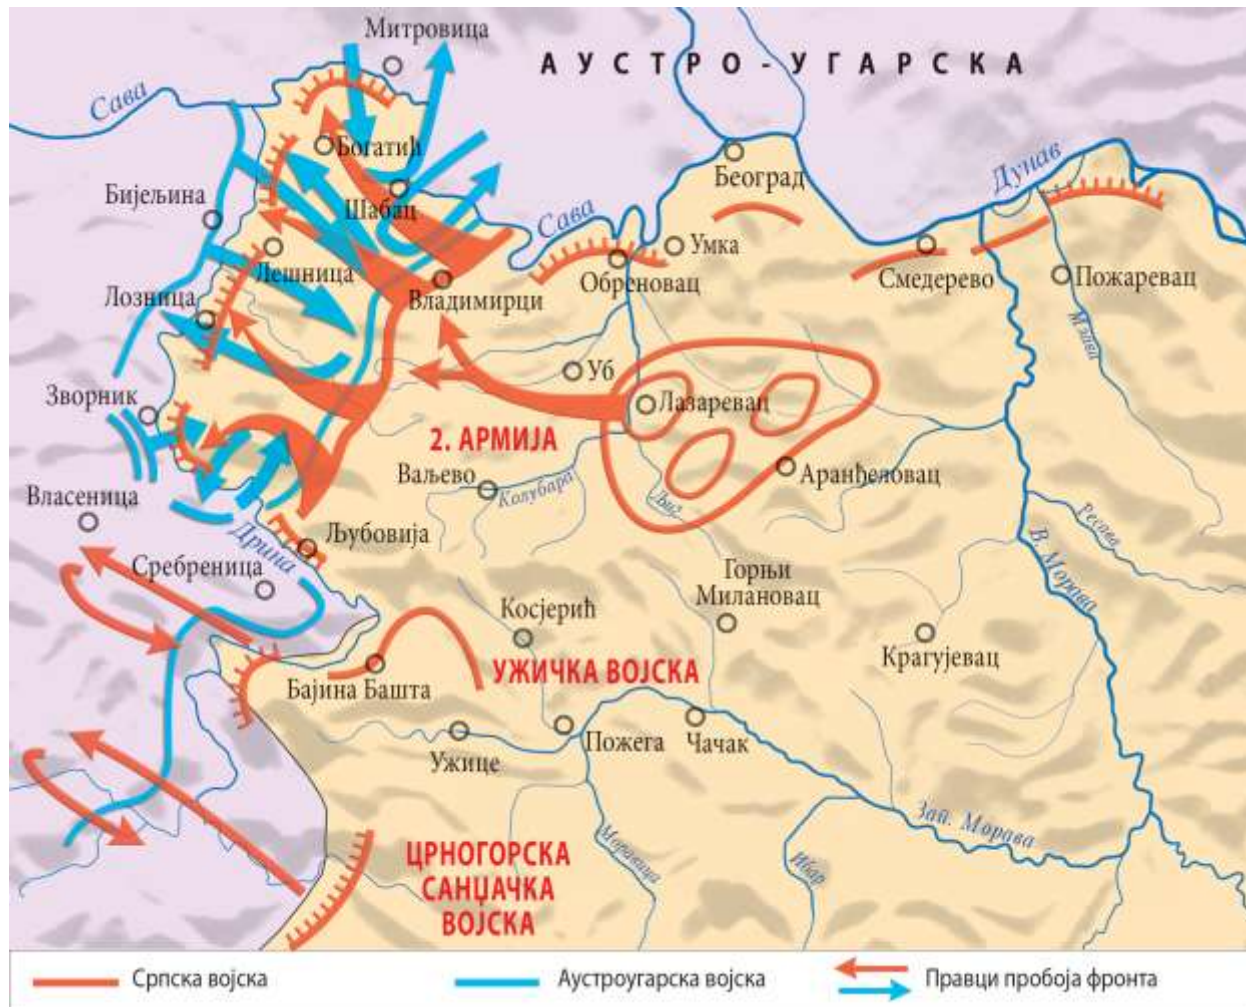 Митровица
АУСТРО-УГАРСКА
Сава
Богатић
Београд
Дунав
Бијељина
Шабац
Сава
Умка
Лешница
Обреновац
Смедерево
Пожаревац
Лозница
Владимирци
Млава
Уб
Зворник
Лазаревац
2. АРМИЈА
Ваљево
Колубара
Аранђеловац
Власеница
Љиг
Ресава
Дрина
Љубовија
Сребреница
Горњи
Милановац
В. Морава
Косјерић
Крагујевац
Бајина Башта
УЖИЧКА ВОЈСКА
Ужице
Пожега
Чачак
Зап. Морава
Моравица
Ибар
ЦРНОГОРСКА
САНЏАЧКА
ВОЈСКА
Српска војска
Аустроугарска војска
Правци пробоја фронта